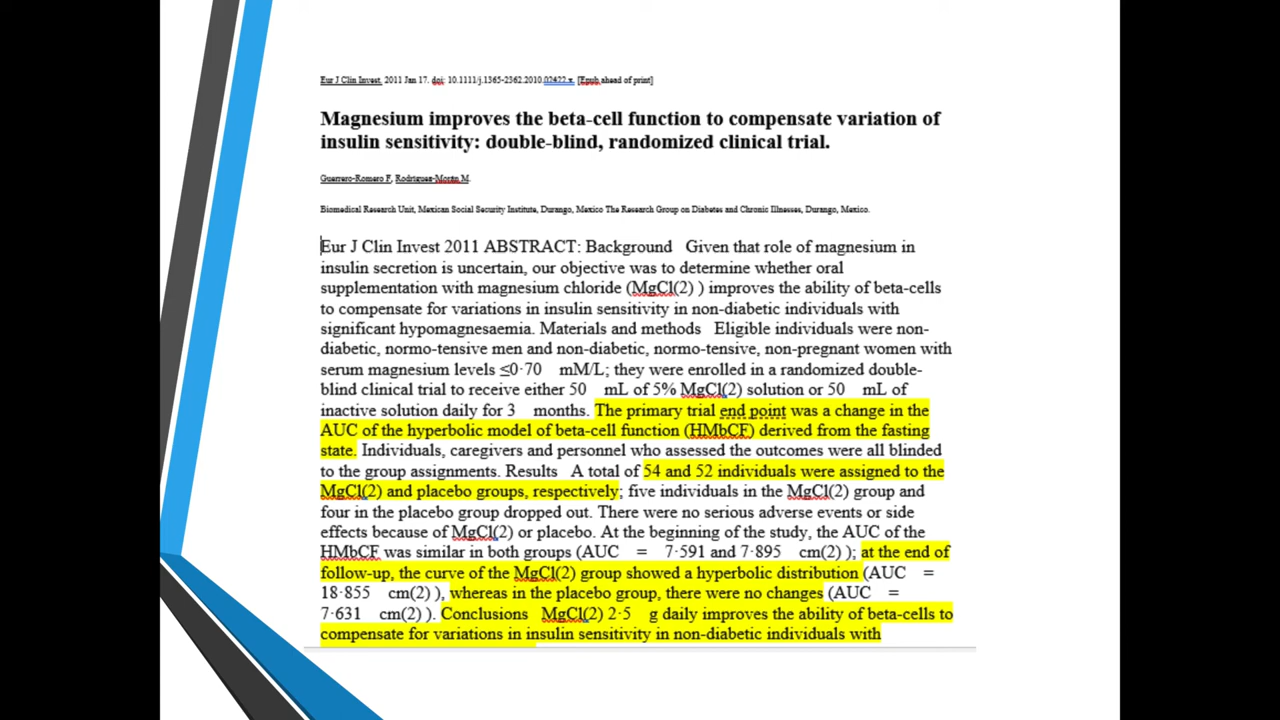 Eur J Clin Invest. 2011 Jan 17. doi: 10.1111/j.1365-2362.2010.02422.x. [Epub ahead of print]
Magnesium improves the beta-cell function to compensate variation of
insulin sensitivity: double-blind, randomized clinical trial.
Guerrero-Romero F, Rodríguez-Morán M.
Biomedical Research Unit, Mexican Social Security Institute, Durango, Mexico The Research Group on Diabetes and Chronic Illnesses, Durango, Mexico.
Eur J Clin Invest 2011 ABSTRACT: Background Given that role of magnesium in
insulin secretion is uncertain, our objective was to determine whether oral
supplementation with magnesium chloride (MgCl(2) ) improves the ability of beta-cells
to compensate for variations in insulin sensitivity in non-diabetic individuals with
significant hypomagnesaemia. Materials and methods Eligible individuals were non-
diabetic, normo-tensive men and non-diabetic, normo-tensive, non-pregnant women with
serum magnesium levels ≤0·70 mM/L; they were enrolled in a randomized double-
blind clinical trial to receive either 50 mL of 5% MgCl(2) solution or 50 mL of
inactive solution daily for 3 months. The primary trial end point was a change in the
AUC of the hyperbolic model of beta-cell function (HMbCF) derived from the fasting
state. Individuals, caregivers and personnel who assessed the outcomes were all blinded
to the group assignments. Results A total of 54 and 52 individuals were assigned to the
MgCl(2) and placebo groups, respectively; five individuals in the MgCl(2) group and
four in the placebo group dropped out. There were no serious adverse events or side
effects because of MgCl(2) or placebo. At the beginning of the study, the AUC of the
HMbCF was similar in both groups (AUC = 7·591 and 7·895 cm(2) ); at the end of
follow-up, the curve of the MgCl(2) group showed a hyperbolic distribution (AUC =
18·855 cm(2) ), whereas in the placebo group, there were no changes (AUC =
7·631 cm(2) ). Conclusions MgCl(2) 2·5 g daily improves the ability of beta-cells to
compensate for variations in insulin sensitivity in non-diabetic individuals with